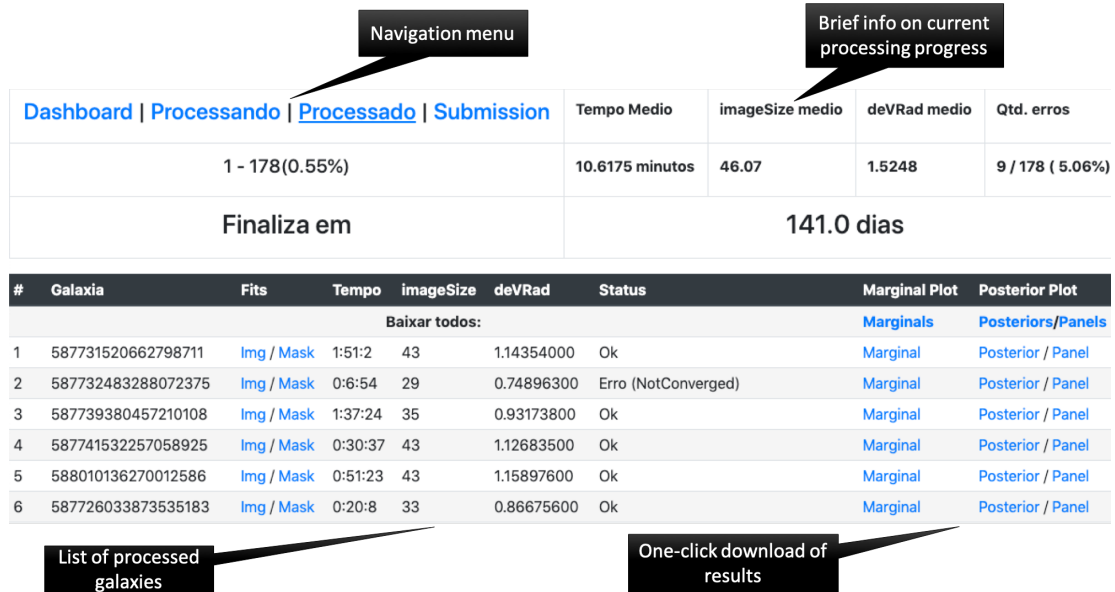 Navigation menu
Brief info on current
processing progress
Dashboard | Processando | Processado | Submission
Tempo Medio
imageSize medio
deVRad medio
Qtd. erros
1 - 178(0.55%)
10.6175 minutos
46.07
1.5248
9 / 178 ( 5.06%)
Finaliza em
141.0 dias
# Galaxia Fits Tempo imageSize deVRad Status Marginal Plot Posterior Plot
Baixar todos: Marginals Posteriors/Panels
1 587731520662798711 Img / Mask 1:51:2 43 1.14354000 Ok Marginal Posterior / Panel
2 587732483288072375 Img / Mask 0:6:54 29 0.74896300 Erro (NotConverged) Marginal Posterior / Panel
3 587739380457210108 Img / Mask 1:37:24 35 0.93173800 Ok Marginal Posterior / Panel
4 587741532257058925 Img / Mask 0:30:37 43 1.12683500 Ok Marginal Posterior / Panel
5 588010136270012586 Img / Mask 0:51:23 43 1.15897600 Ok Marginal Posterior / Panel
6 587726033873535183 Img / Mask 0:20:8 33 0.86675600 Ok Marginal Posterior / Panel
List of processed
galaxies
One-click download of
results